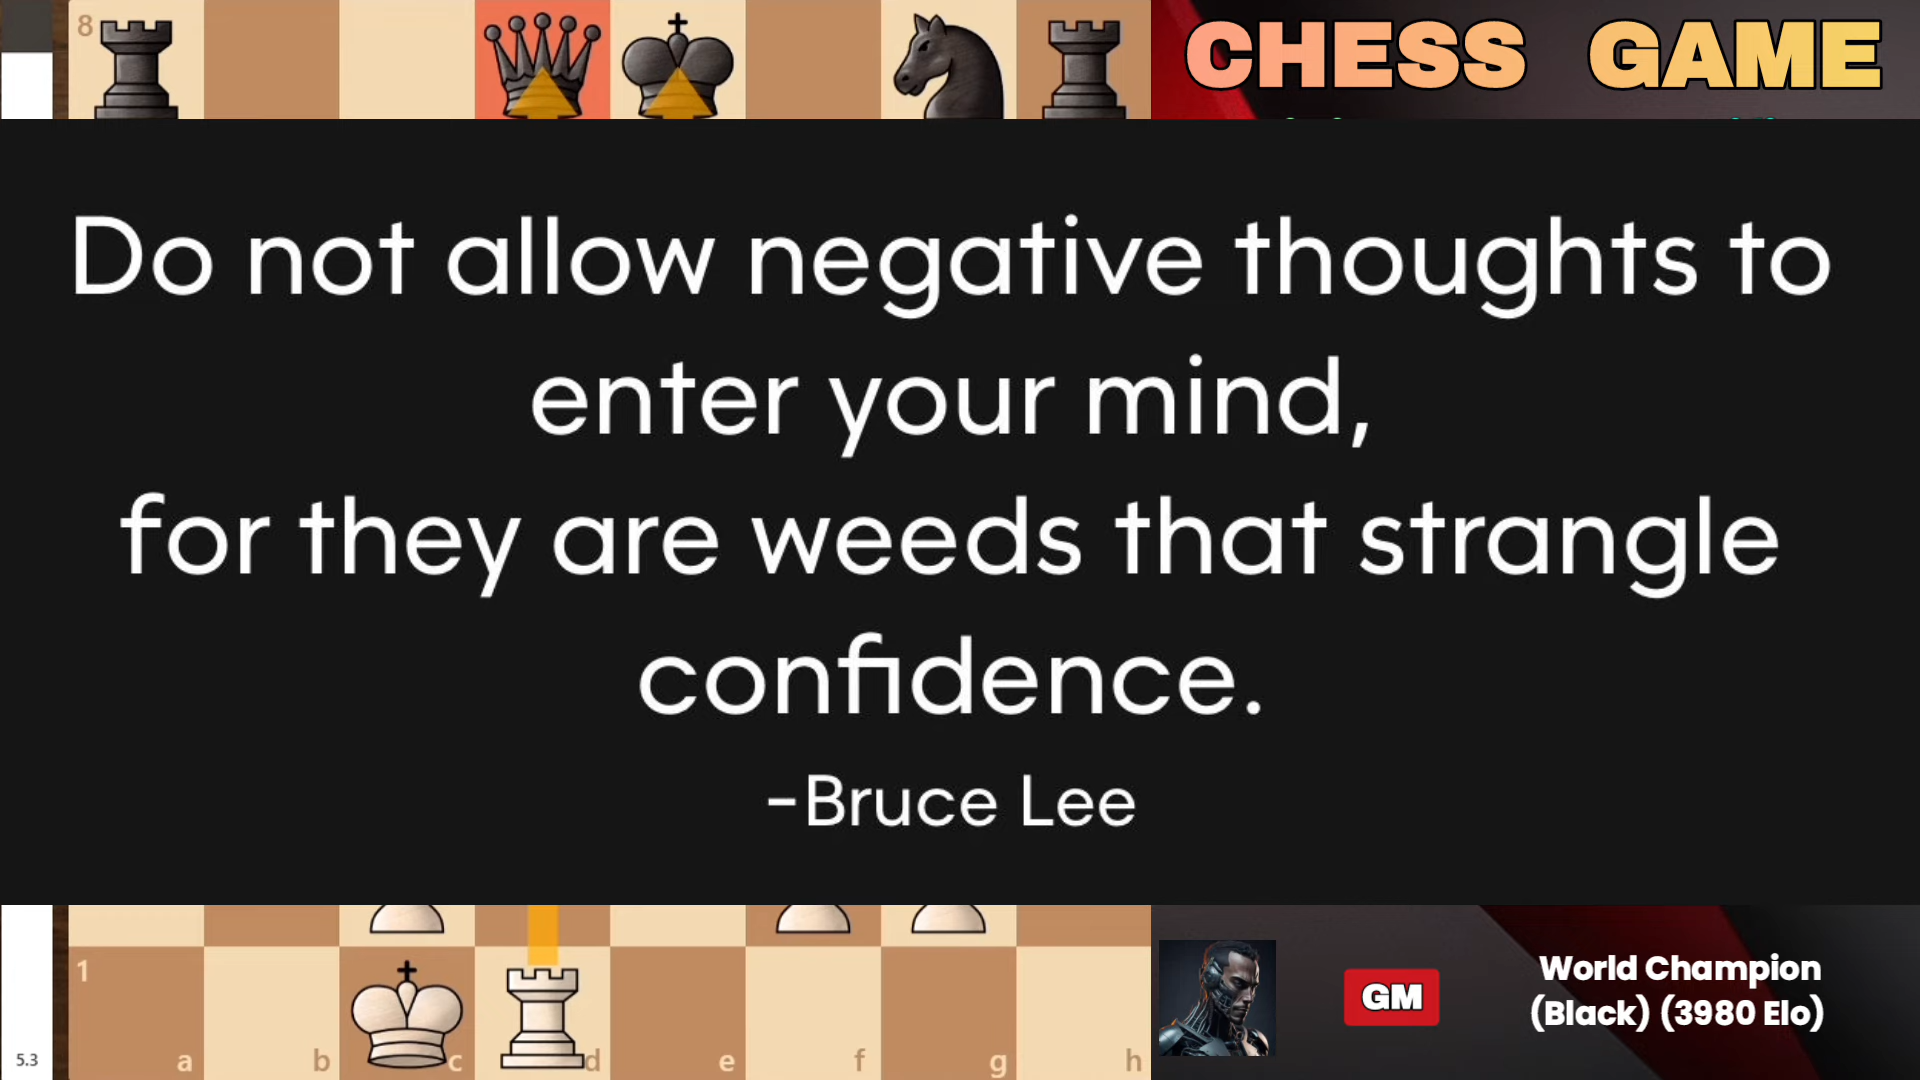 8
CHESS GAME
Do not allow negative thoughts to
enter your mind,
for they are weeds that strangle
confidence.
-Bruce Lee
1
5.3
a b c d e f g h
GM
World Champion
(Black) (3980 Elo)